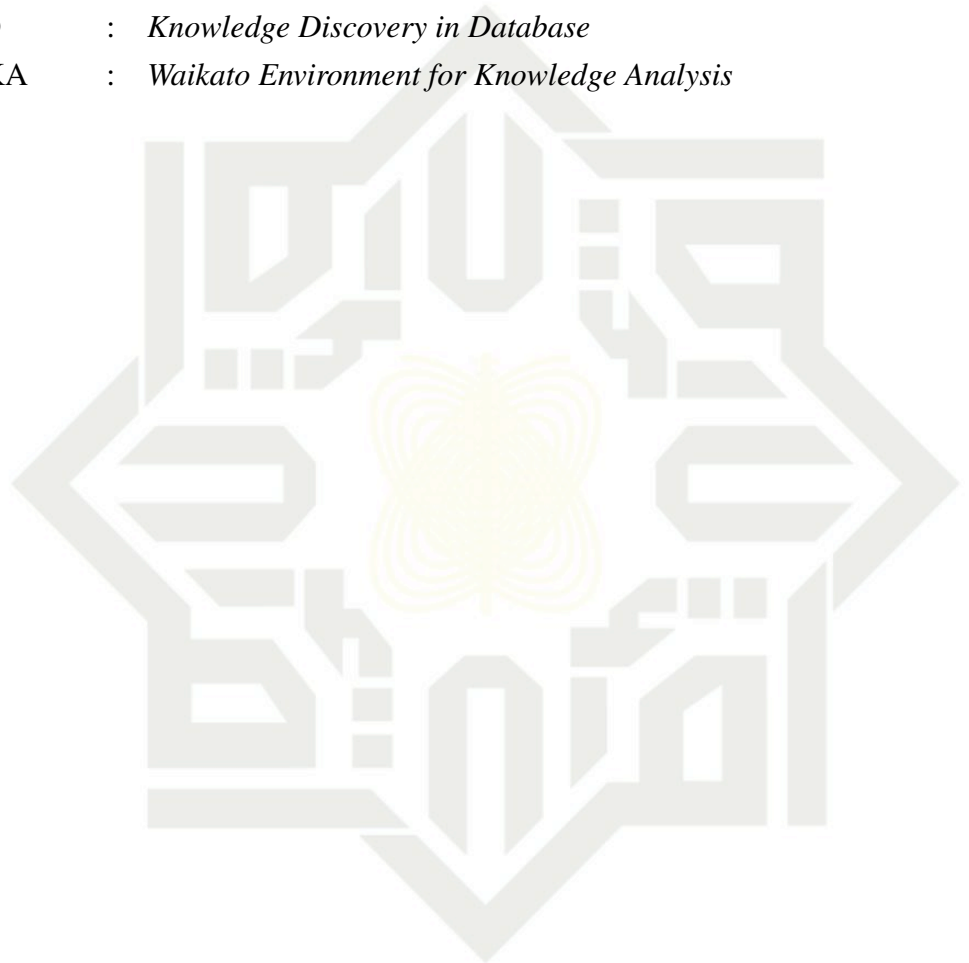 : Knowledge Discovery in Database
KA : Waikato Environment for Knowledge Analysis